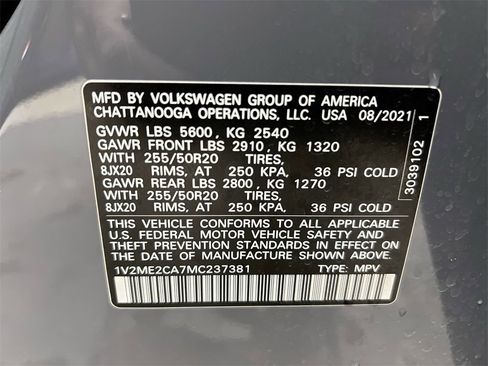 MFD BY VOLKSWAGEN GROUP OF AMERICA
CHATTANOOGA OPERATIONS, LLC. USA 08/2021
GVWR LBS 5600, KG 2540
GAWR FRONT LBS 2910, KG 1320
WITH 255/50R20 TIRES,
8JX20 RIMS, AT 250 KPA, 36 PSI COLD
GAWR REAR LBS 2800, KG 1270
WITH 255/50R20 TIRES,
8JX20 RIMS, AT 250 KPA, 36 PSI COLD
THIS VEHICLE CONFORMS TO ALL APPLICABLE
U.S. FEDERAL MOTOR VEHICLE SAFETY AND
THEFT PREVENTION STANDARDS IN EFFECT ON
THE DATE OF MANUFACTURE SHOWN ABOVE.
1V2ME2CA7MC237381 TYPE: MPV
3039102 1